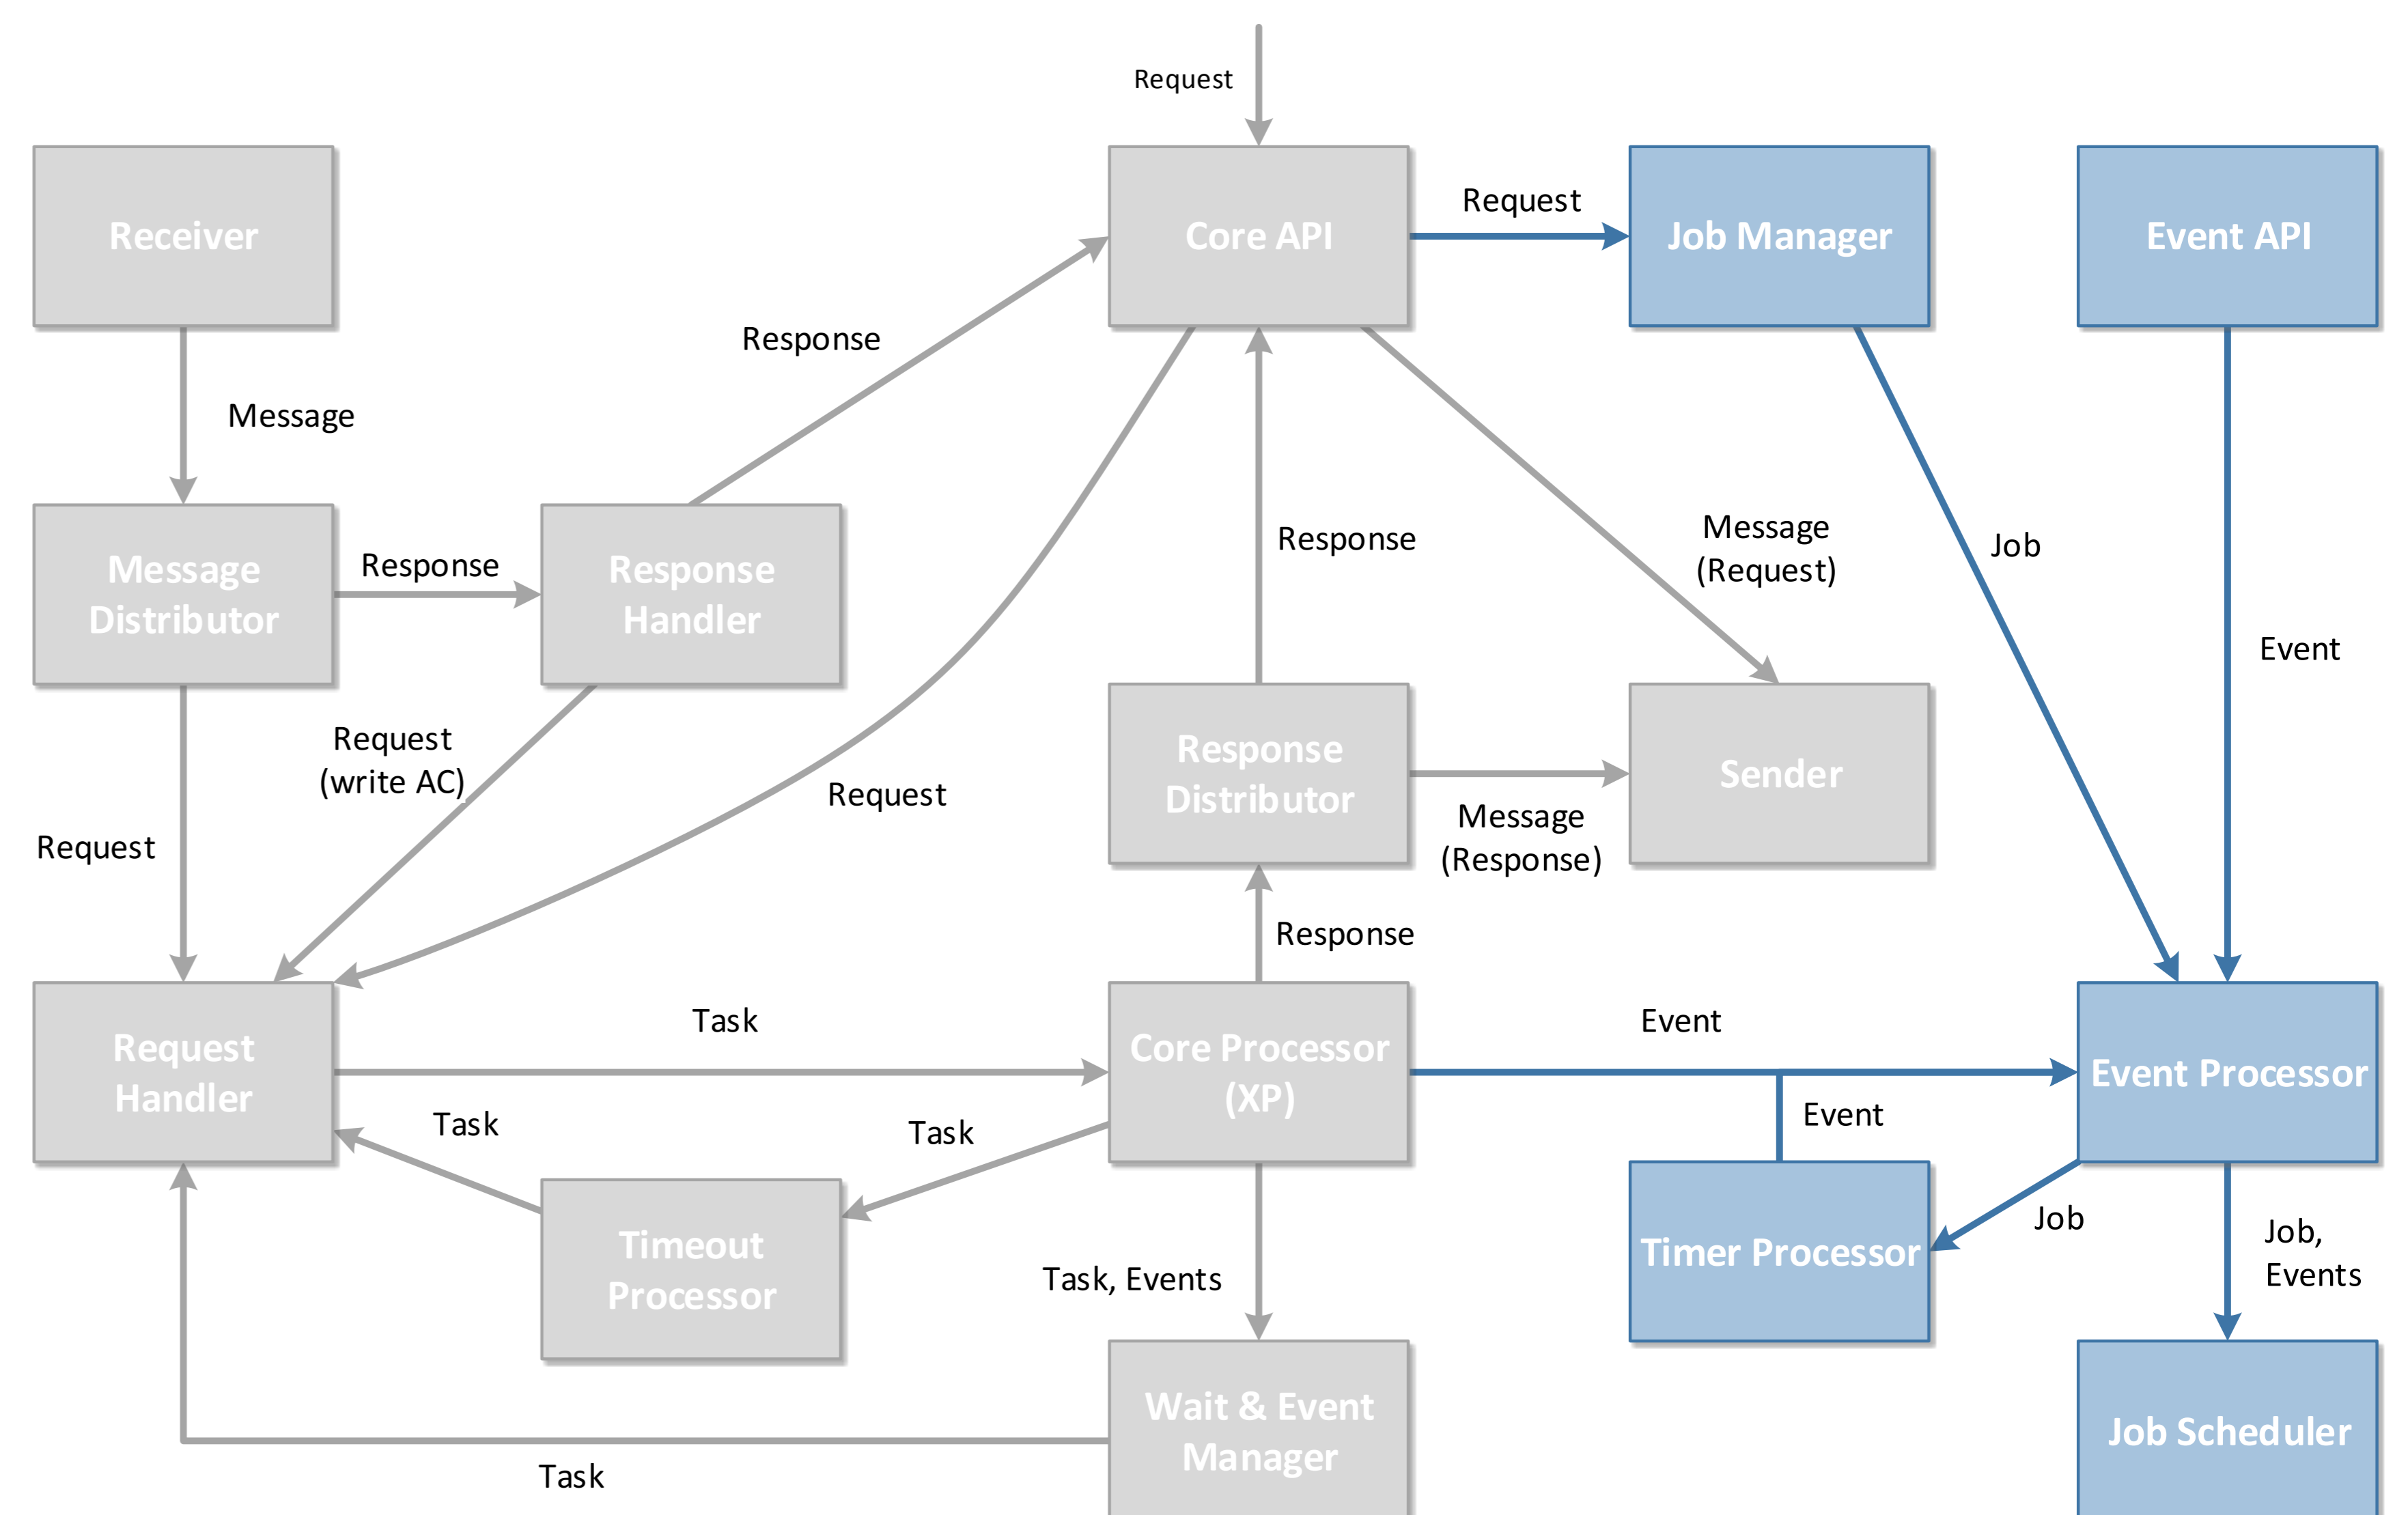 Request
Receiver
Core API
Request
Job Manager
Event API
Response
Message
Message
Distributor
Response
Response
Handler
Response
Message
(Request)
Job
Event
Request
(write AC)
Request
Request
Response
Distributor
Message
(Response)
Sender
Response
Request
Handler
Task
Core Processor
(XP)
Event
Event Processor
Task
Task
Event
Timeout
Processor
Task, Events
Timer Processor
Job
Job,
Events
Wait & Event
Manager
Job Scheduler
Task